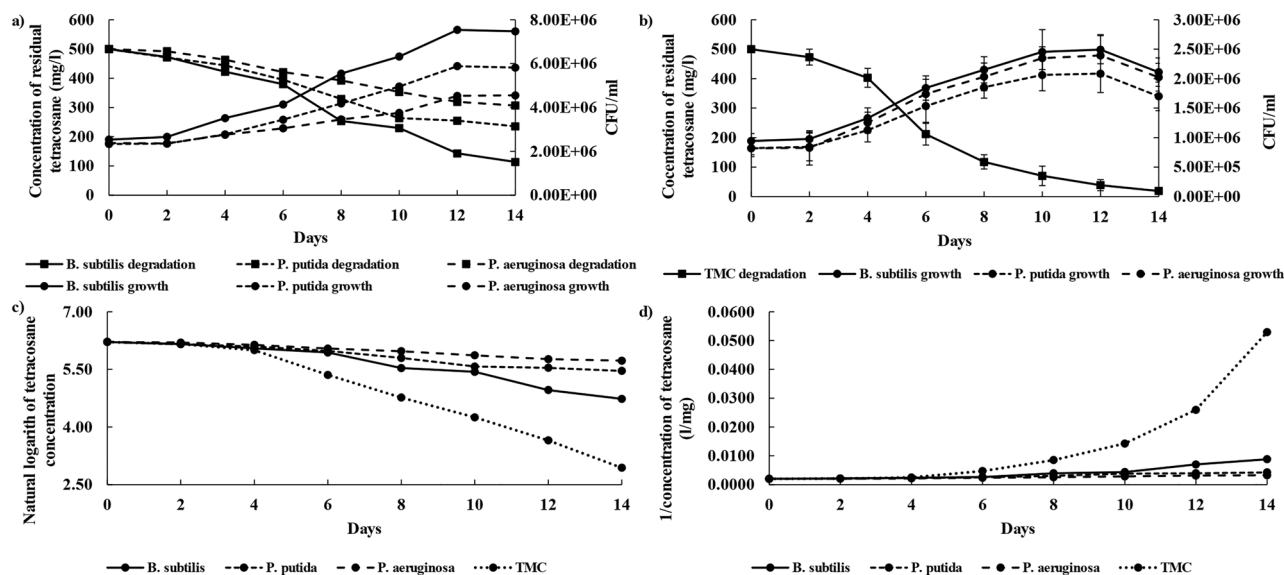 a)
Concentration of residual
tetracosane (mg/l)
600
500
400
300
200
100
0
8.00E+06
6.00E+06
4.00E+06
2.00E+06
0.00E+00
CFU/ml
0 2 4 6 8 10 12 14
Days
B. subtilis degradation P. putida degradation P. aeruginosa degradation
B. subtilis growth P. putida growth P. aeruginosa growth
b)
Cocentration of residual
tetracosane (mg/l)
600
500
400
300
200
100
0
3.00E+06
2.50E+06
2.00E+06
1.50E+06
1.00E+06
5.00E+05
0.00E+00
CFU/ml
0 2 4 6 8 10 12 14
Days
TMC degradation B. subtilis growth P. putida growth P. aeruginosa growth
c)
Natural logarith of tetracosane
concentration
7.00
5.50
4.00
2.50
0 2 4 6 8 10 12 14
Days
B. subtilis P. putida P. aeruginosa TMC
d)
1/concentration of tetracosane
(l/mg)
0.0600
0.0500
0.0400
0.0300
0.0200
0.0100
0.0000
0 2 4 6 8 10 12 14
Days
B. subtilis P. putida P. aeruginosa TMC